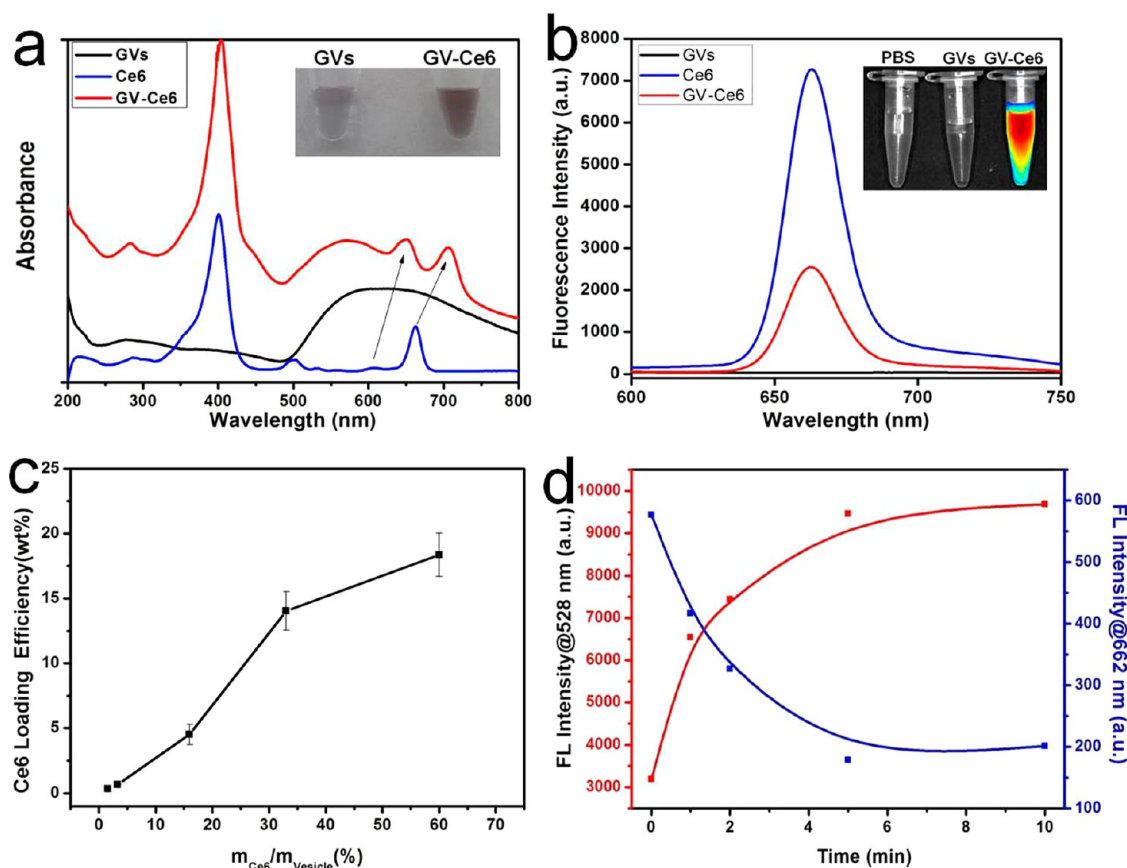 a
GVs
Ce6
GV-Ce6
GVs GV-Ce6
Absorbance
200 300 400 500 600 700 800
Wavelength (nm)
b
8000
7000
6000
5000
4000
3000
2000
1000
0
GVs
Ce6
GV-Ce6
PBS GVs GV-Ce6
Fluorescence Intensity (a.u.)
600 650 700 750
Wavelength (nm)
c
25
20
15
10
5
0
Ce6 Loading Efficiency(wt%)
0 10 20 30 40 50 60 70
mCe6/mVesicle(%)
d
10000
9000
8000
7000
6000
5000
4000
3000
FL Intensity@528 nm (a.u.)
600
500
400
300
200
100
FL Intensity@662 nm (a.u.)
0 2 4 6 8 10
Time (min)